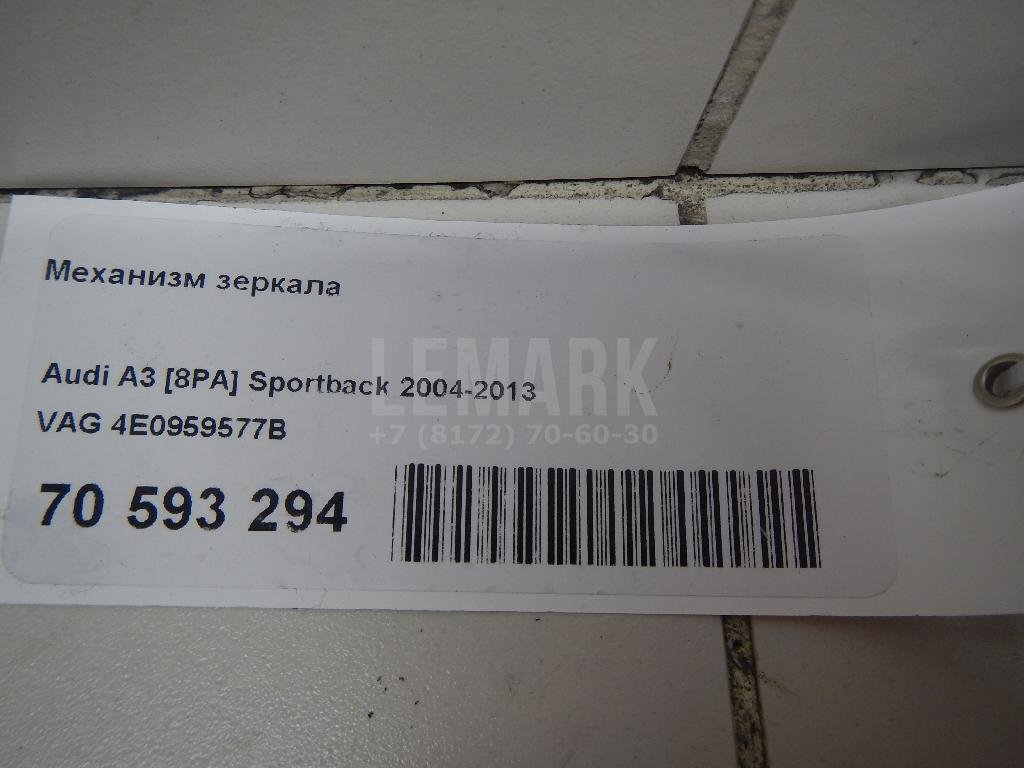 Механизм зеркала
Audi A3 [8PA] Sportback 2004-2013
VAG 4E0959577B
70 593 294
LEMARK
+7 (8172) 70-60-30